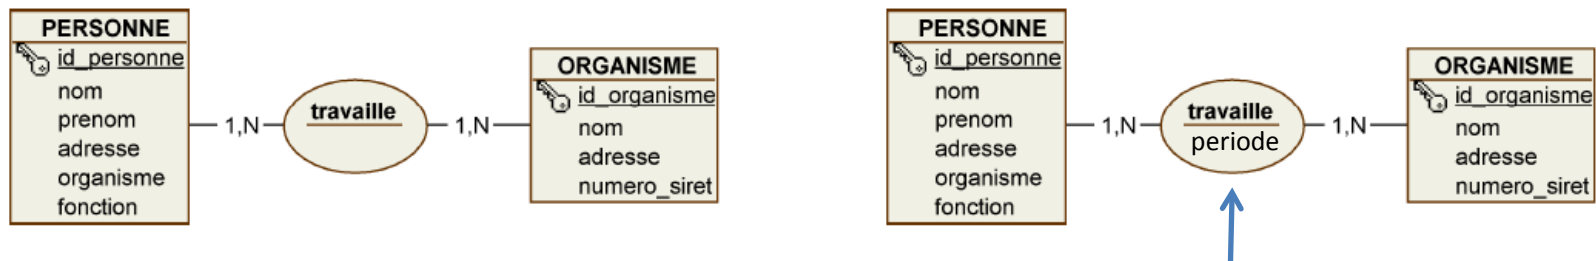 PERSONNE
id_personne
nom
prenom
adresse
organisme
fonction
1,N
travaille
1,N
ORGANISME
id_organisme
nom
adresse
numero_siret
PERSONNE
id_personne
nom
prenom
adresse
organisme
fonction
1,N
travaille
periode
1,N
ORGANISME
id_organisme
nom
adresse
numero_siret